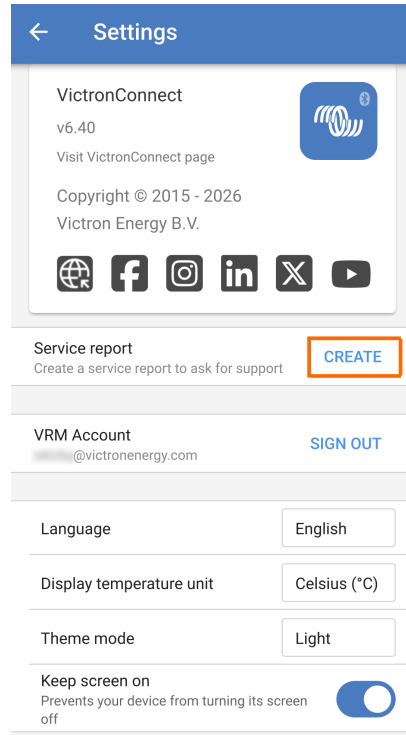 Settings
VictronConnect
v6.40
Visit VictronConnect page
Copyright © 2015 - 2026
Victron Energy B.V.
Service report
Create a service report to ask for support
CREATE
VRM Account
@victronenergy.com
SIGN OUT
Language
English
Display temperature unit
Celsius (°C)
Theme mode
Light
Keep screen on
Prevents your device from turning its screen
off